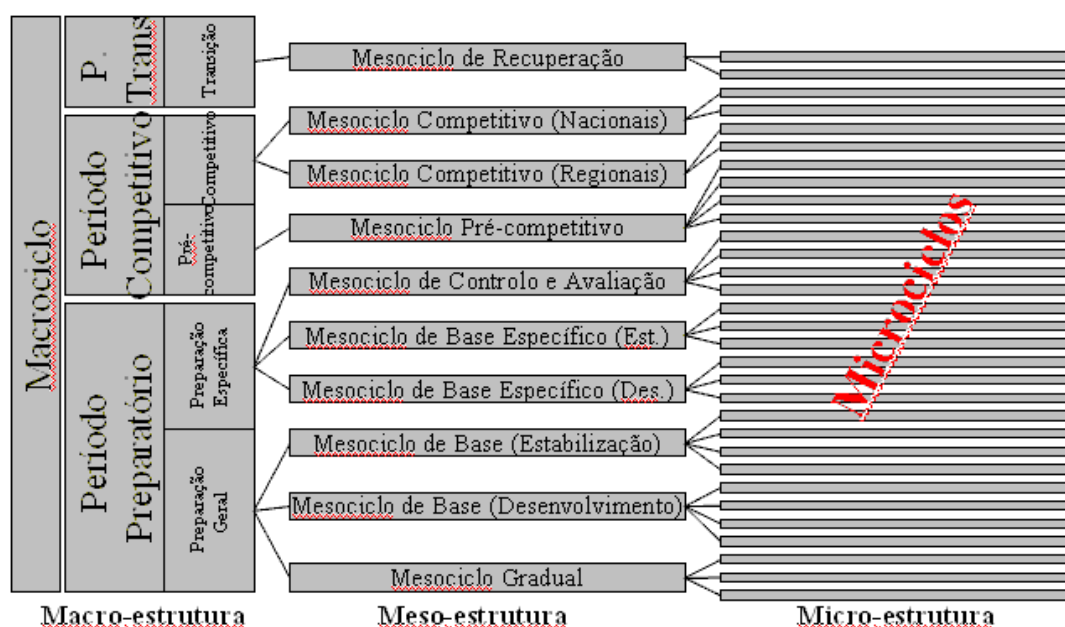 Macrociclo
P.
Trans
Transição
Período
Competitivo
Competitivo
Pré-
competitivo
Período
Preparatório
Preparação
Específica
Preparação
Geral
Mesociclo de Recuperação
Mesociclo Competitivo (Nacionais)
Mesociclo Competitivo (Regionais)
Mesociclo Pré-competitivo
Mesociclo de Controlo e Avaliação
Mesociclo de Base Específico (Est.)
Mesociclo de Base Específico (Des.)
Mesociclo de Base (Estabilização)
Mesociclo de Base (Desenvolvimento)
Mesociclo Gradual
Microciclos
Macro-estrutura
Meso-estrutura
Micro-estrutura